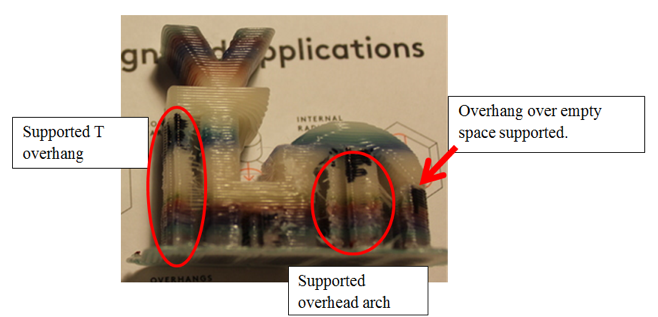 pplications
Supported T
overhang
INTERNAL
Overhang over empty
space supported.
Supported
overhead arch
OVERHANGS